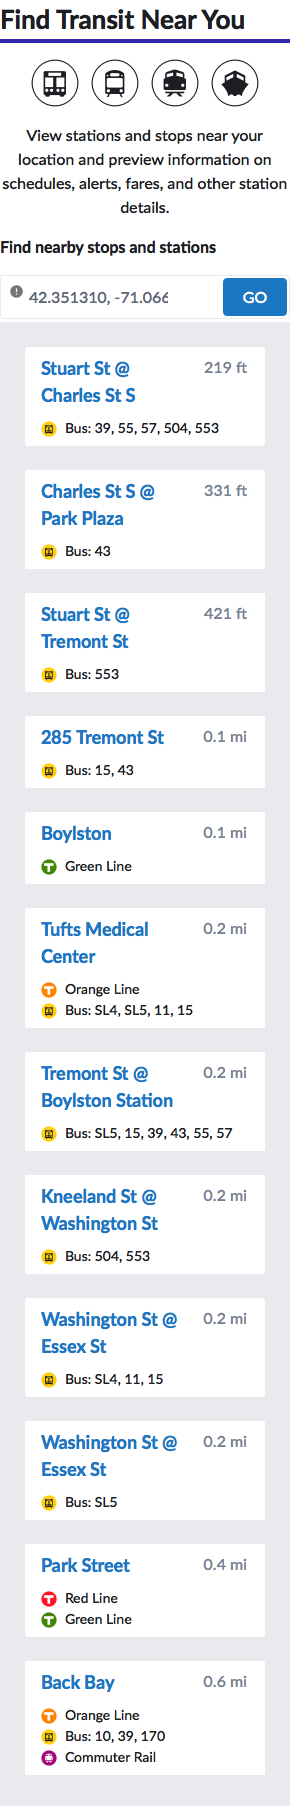 Find Transit Near You
View stations and stops near your
location and preview information on
schedules, alerts, fares, and other station
details.
Find nearby stops and stations
42.351310, -71.066
GO
Stuart St @ 219 ft
Charles St S
Bus: 39, 55, 57, 504, 553
Charles St S @ 331 ft
Park Plaza
Bus: 43
Stuart St @ 421 ft
Tremont St
Bus: 553
285 Tremont St 0.1 mi
Bus: 15, 43
Boylston 0.1 mi
T Green Line
Tufts Medical 0.2 mi
Center
T Orange Line
Bus: SL4, SL5, 11, 15
Tremont St @ 0.2 mi
Boylston Station
Bus: SL5, 15, 39, 43, 55, 57
Kneeland St @ 0.2 mi
Washington St
Bus: 504, 553
Washington St @ 0.2 mi
Essex St
Bus: SL4, 11, 15
Washington St @ 0.2 mi
Essex St
Bus: SL5
Park Street 0.4 mi
T Red Line
T Green Line
Back Bay 0.6 mi
T Orange Line
Bus: 10, 39, 170
Commuter Rail